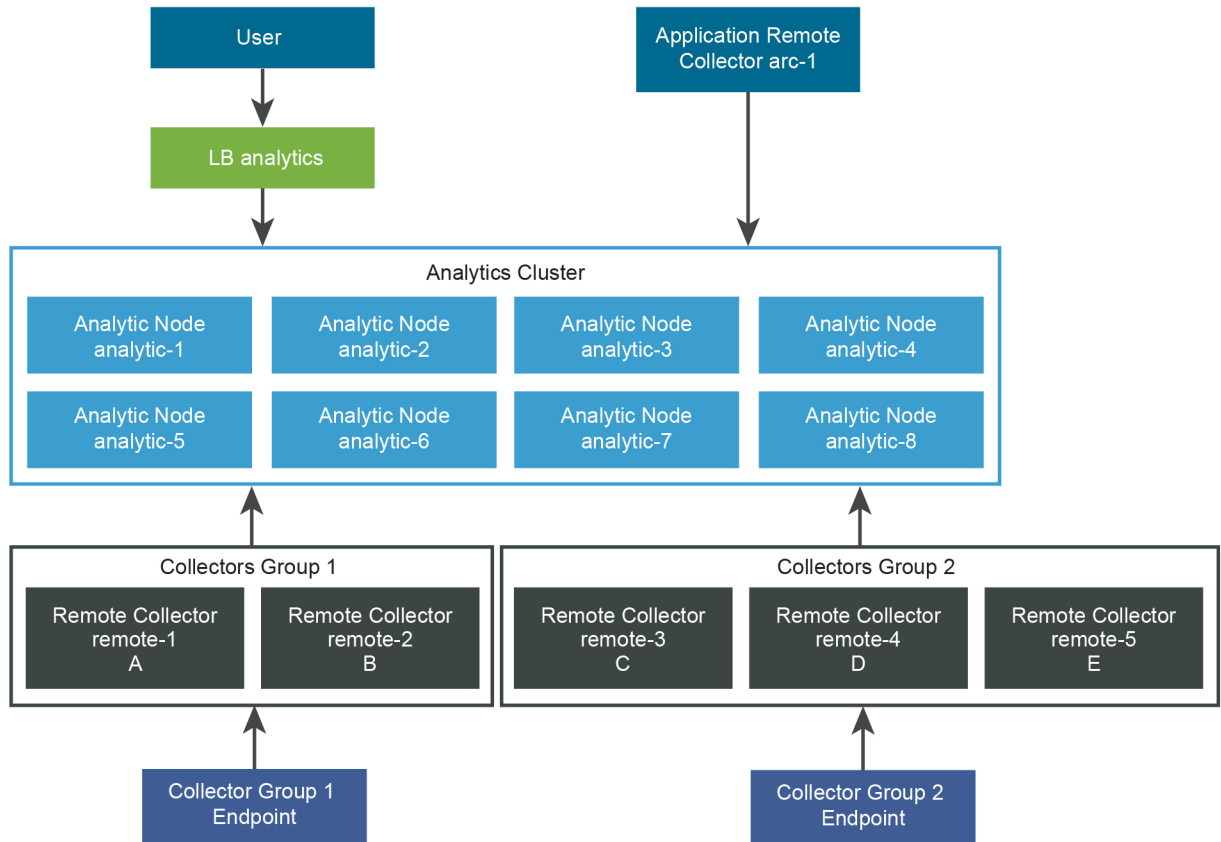 User
Application Remote
Collector arc-1
LB analytics
Analytics Cluster
Analytic Node
analytic-1
Analytic Node
analytic-2
Analytic Node
analytic-3
Analytic Node
analytic-4
Analytic Node
analytic-5
Analytic Node
analytic-6
Analytic Node
analytic-7
Analytic Node
analytic-8
Collectors Group 1
Remote Collector
remote-1
A
Remote Collector
remote-2
B
Collectors Group 2
Remote Collector
remote-3
C
Remote Collector
remote-4
D
Remote Collector
remote-5
E
Collector Group 1
Endpoint
Collector Group 2
Endpoint